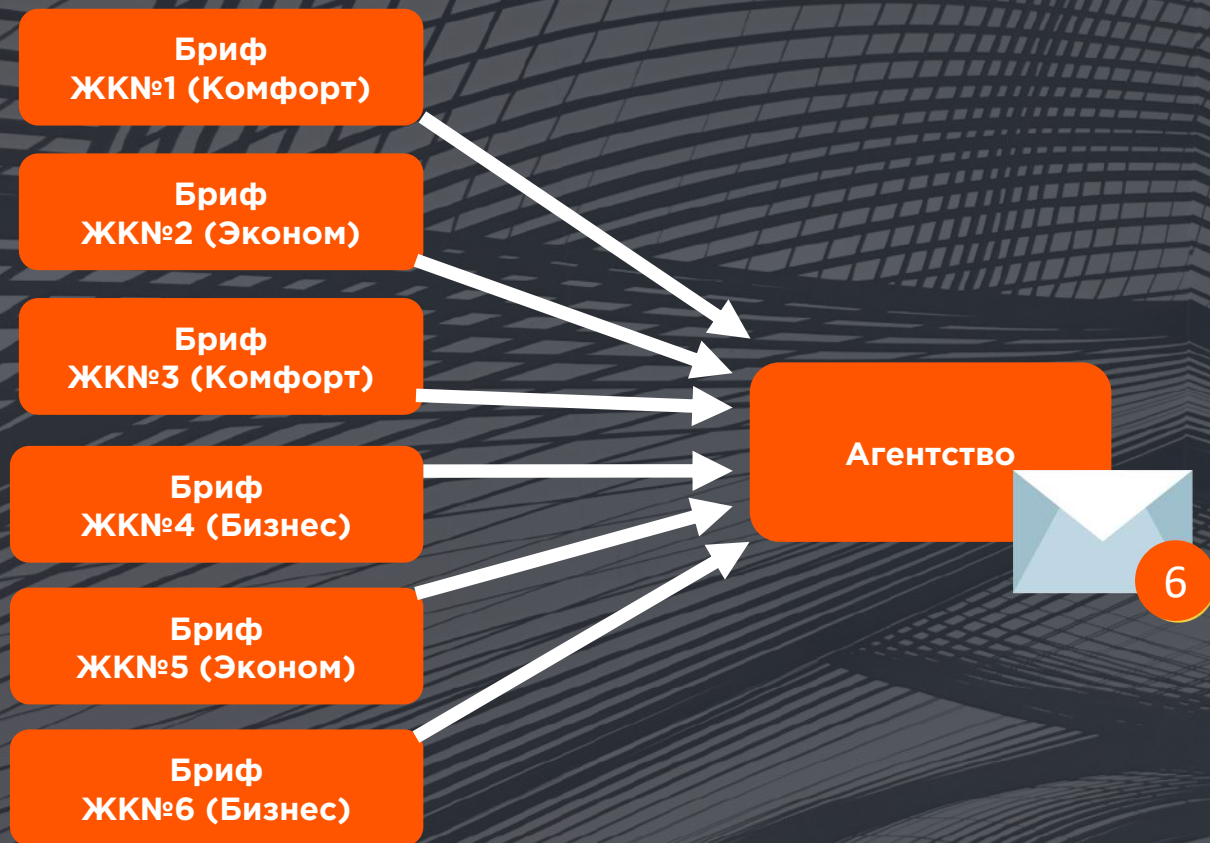 Бриф
ЖК№1 (Комфорт)
Бриф
ЖК№2 (Эконом)
Бриф
ЖК№3 (Комфорт)
Бриф
ЖК№4 (Бизнес)
Бриф
ЖК№5 (Эконом)
Бриф
ЖК№6 (Бизнес)
Агентство
6